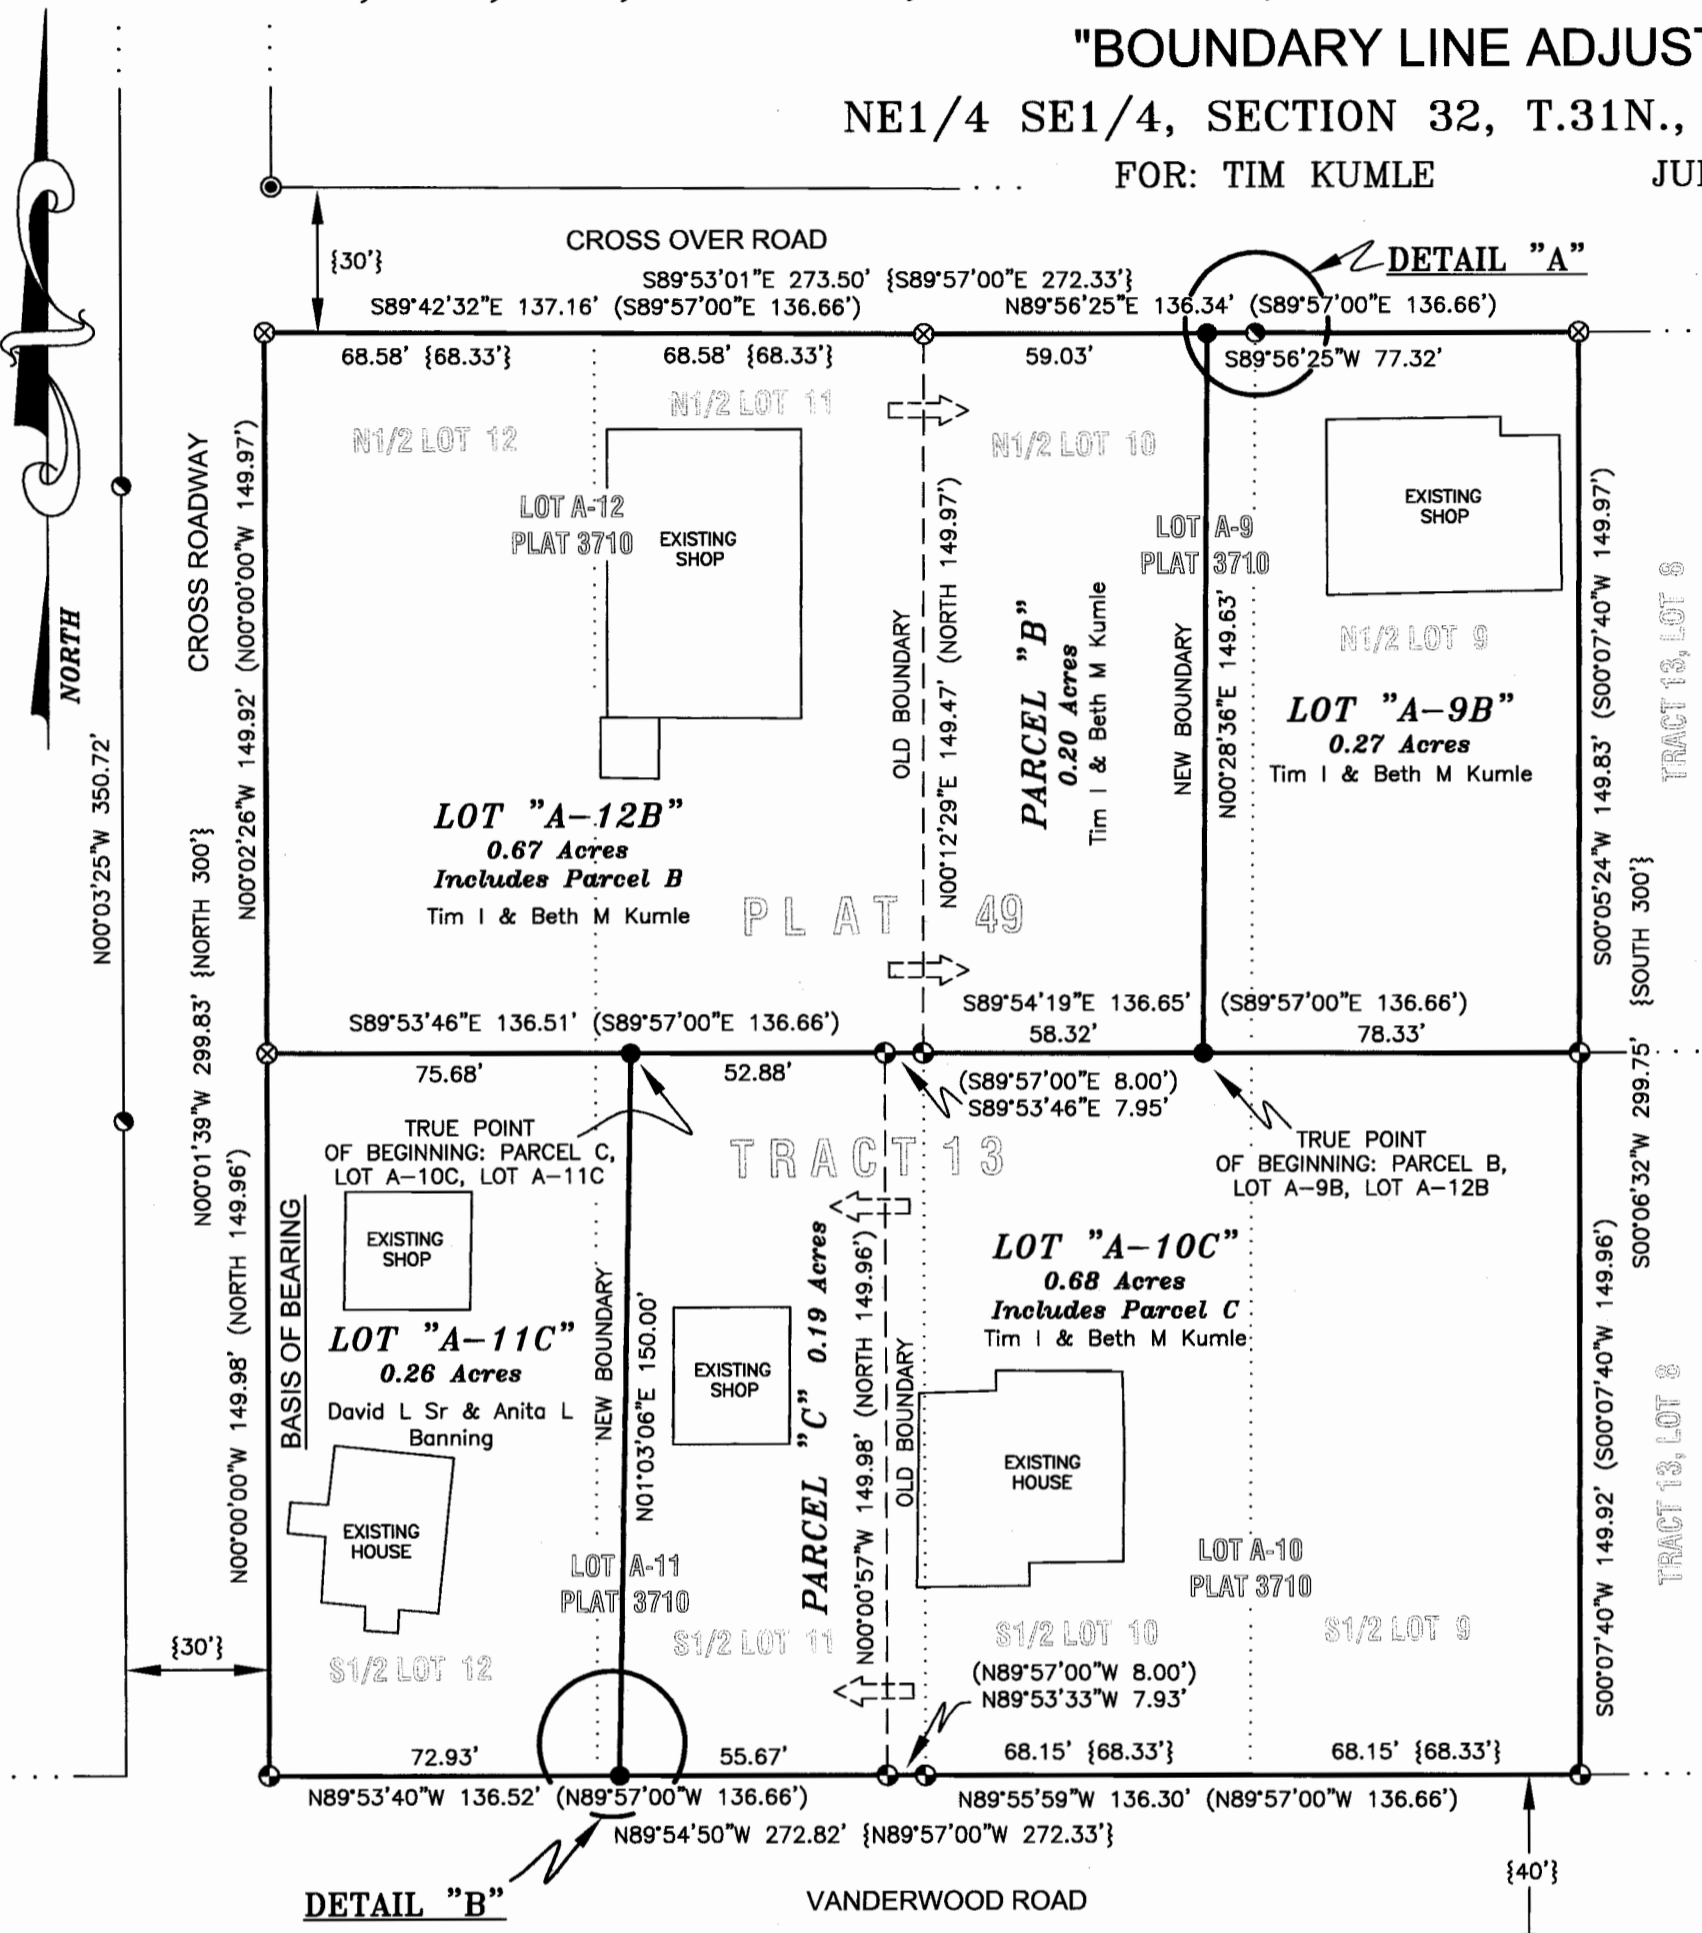 "BOUNDARY LINE ADJUS
NE1/4 SE1/4, SECTION 32, T.31N.,
FOR: TIM KUMLE
{30'}
CROSS OVER ROAD
DETAIL "A"
S89°53'01"E 273.50' {S89°57'00"E 272.33'}
S89°42'32"E 137.16' (S89°57'00"E 136.66')
N89°56'25"E 136.34' (S89°57'00"E 136.66')
68.58' {68.33'}
68.58' {68.33'}
59.03'
S89°56'25"W 77.32'
N1/2 LOT 12
N1/2 LOT 11
N1/2 LOT 10
N1/2 LOT 9
NORTH
CROSS ROADWAY
N00°03'25"W 350.72'
N00°01'39"W 299.83' {NORTH 300'}
N00°02'26"W 149.92' (N00°00'00"W 149.97')
LOT A-12
PLAT 3710
EXISTING
SHOP
LOT "A-12B"
0.67 Acres
Includes Parcel B
Tim I & Beth M Kumle
OLD BOUNDARY
N00°12'29"E 149.47' (NORTH 149.97')
PARCEL "B"
0.20 Acres
Tim I & Beth M Kumle
LOT A-9
PLAT 3710
NEW BOUNDARY
N00°28'36"E 149.63'
EXISTING
SHOP
LOT "A-9B"
0.27 Acres
Tim I & Beth M Kumle
S00°05'24"W 149.83' (S00°07'40"W 149.97')
S00°06'32"W 299.75' {SOUTH 300'}
TRACT 13, LOT 8
PLAT 49
S89°53'46"E 136.51' (S89°57'00"E 136.66')
S89°54'19"E 136.65' (S89°57'00"E 136.66')
75.68'
52.88'
58.32'
78.33'
(S89°57'00"E 8.00')
S89°53'46"E 7.95'
TRUE POINT
OF BEGINNING: PARCEL C,
LOT A-10C, LOT A-11C
TRACT 13
TRUE POINT
OF BEGINNING: PARCEL B,
LOT A-9B, LOT A-12B
N00°00'00"W 149.98' (NORTH 149.96')
BASIS OF BEARING
EXISTING
SHOP
LOT "A-11C"
0.26 Acres
David L Sr & Anita L
Banning
EXISTING
HOUSE
NEW BOUNDARY
N01°03'06"E 150.00'
EXISTING
SHOP
PARCEL "C" 0.19 Acres
N00°00'57"W 149.98' (NORTH 149.96')
OLD BOUNDARY
LOT "A-10C"
0.68 Acres
Includes Parcel C
Tim I & Beth M Kumle
EXISTING
HOUSE
LOT A-11
PLAT 3710
LOT A-10
PLAT 3710
S00°07'40"W 149.92' (S00°07'40"W 149.96')
TRACT 13, LOT 8
{30'}
S1/2 LOT 12
S1/2 LOT 11
S1/2 LOT 10
S1/2 LOT 9
(N89°57'00"W 8.00')
N89°53'33"W 7.93'
72.93'
55.67'
68.15' {68.33'}
68.15' {68.33'}
N89°53'40"W 136.52' (N89°57'00"W 136.66')
N89°55'59"W 136.30' (N89°57'00"W 136.66')
N89°54'50"W 272.82' {N89°57'00"W 272.33'}
DETAIL "B"
VANDERWOOD ROAD
{40'}